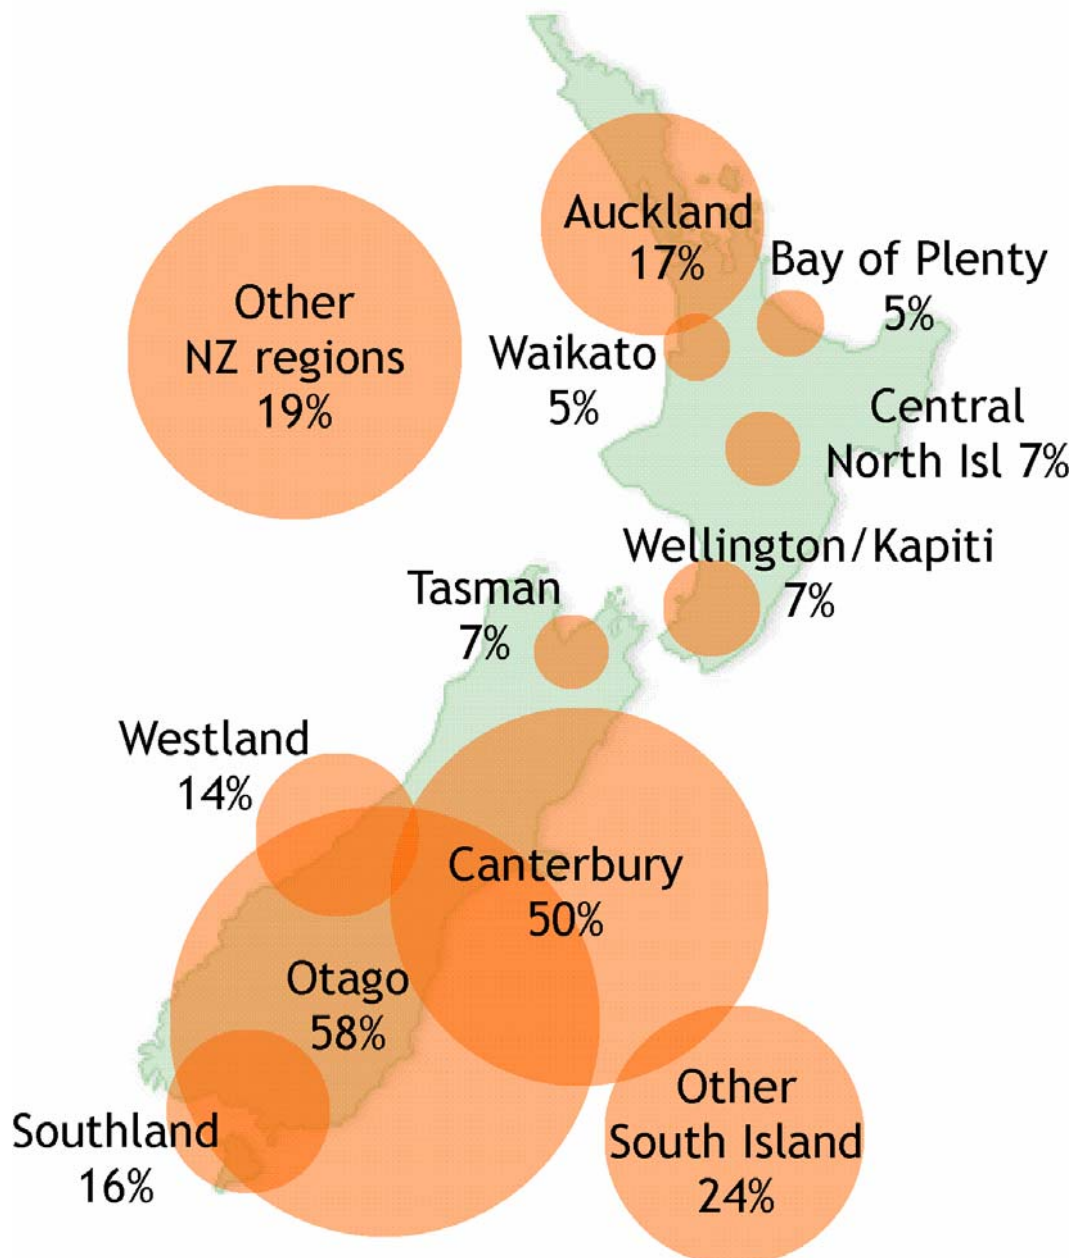 Auckland
17%
Bay of Plenty
5%
Other
NZ regions
19%
Waikato
5%
Central
North Isl 7%
Wellington/Kapiti
7%
Tasman
7%
Westland
14%
Canterbury
50%
Otago
58%
Other
South Island
24%
Southland
16%